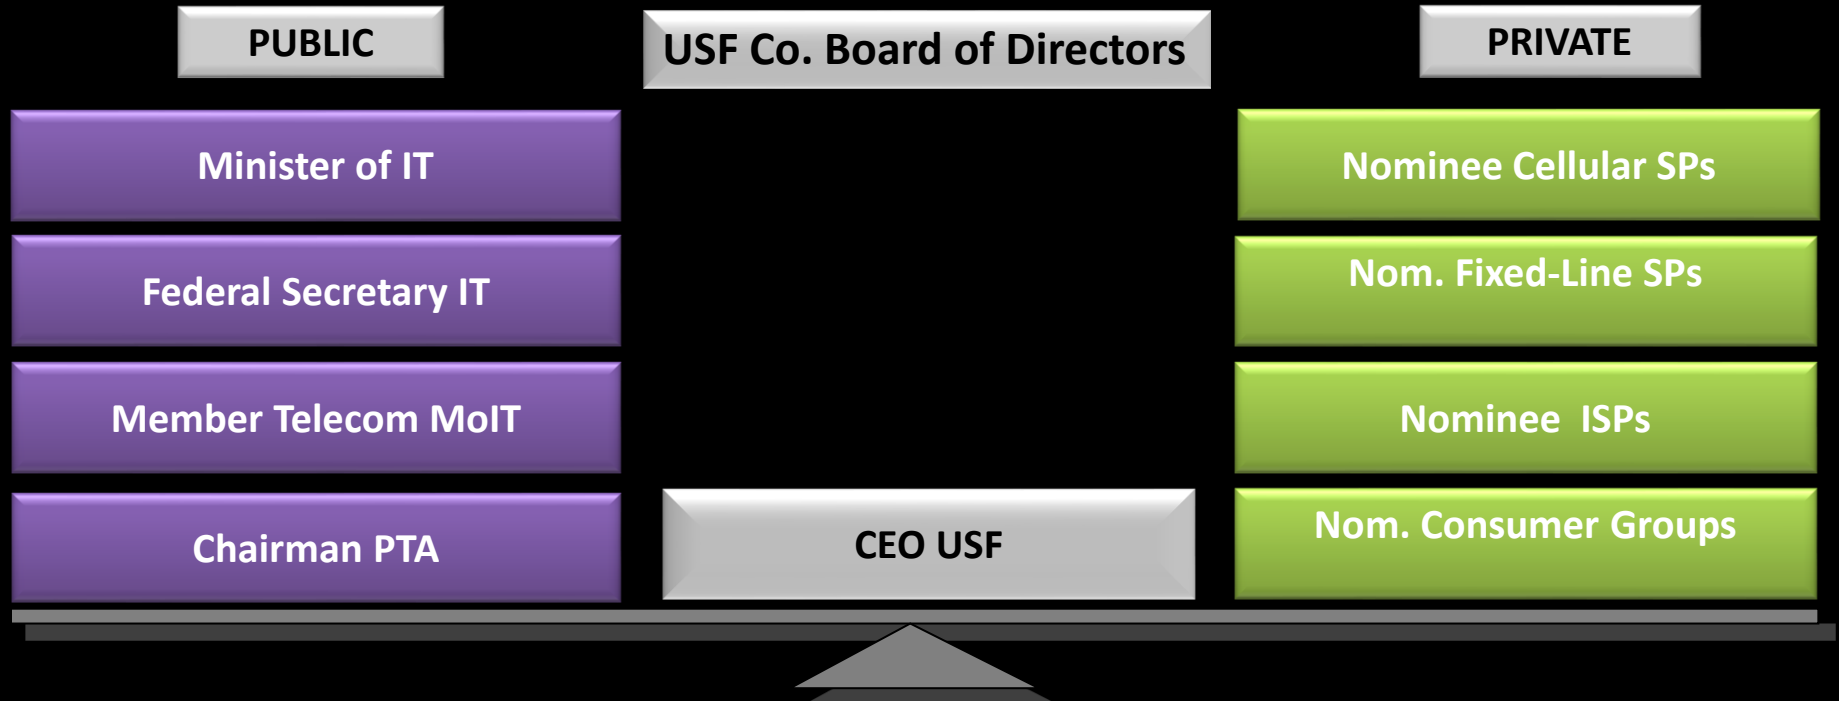 PUBLIC
USF Co. Board of Directors
PRIVATE
Minister of IT
Federal Secretary IT
Member Telecom MoIT
Chairman PTA
CEO USF
Nominee Cellular SPs
Nom. Fixed-Line SPs
Nominee  ISPs
Nom. Consumer Groups